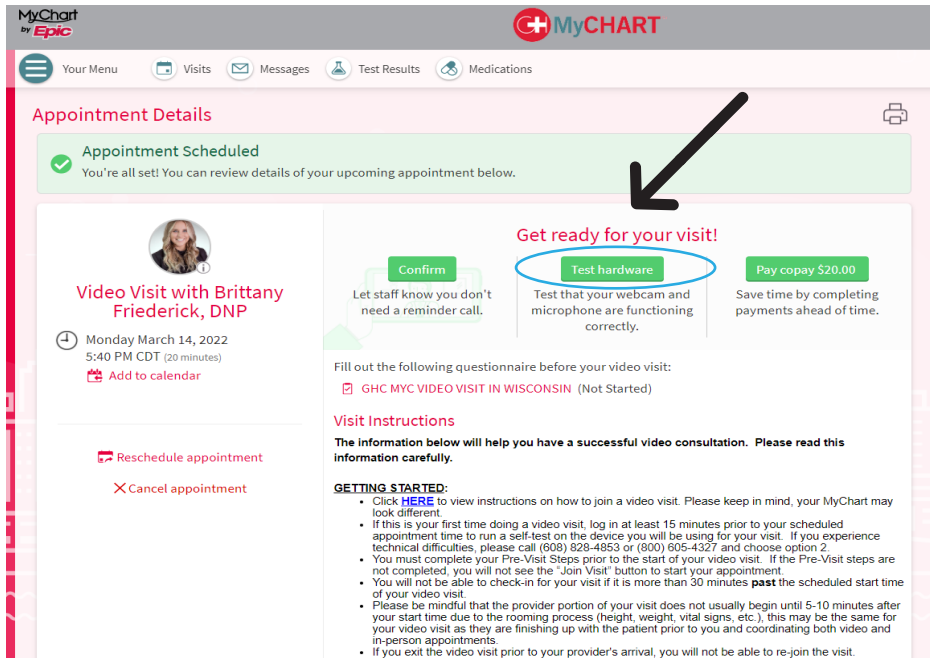 MyChart
by Epic
MyCHART
Your Menu
Visits
Messages
Test Results
Medications
Appointment Details
Appointment Scheduled
You're all set! You can review details of your upcoming appointment below.
Video Visit with Brittany
Friederick, DNP
Monday March 14, 2022
5:40 PM CDT (20 minutes)
Add to calendar
Reschedule appointment
Cancel appointment
Get ready for your visit!
Confirm
Let staff know you don't
need a reminder call.
Test hardware
Test that your webcam and
microphone are functioning
correctly.
Pay copay $20.00
Save time by completing
payments ahead of time.
Fill out the following questionnaire before your video visit:
GHC MYC VIDEO VISIT IN WISCONSIN (Not Started)
Visit Instructions
The information below will help you have a successful video consultation. Please read this
information carefully.
GETTING STARTED:
• Click HERE to view instructions on how to join a video visit. Please keep in mind, your MyChart may
look different.
• If this is your first time doing a video visit, log in at least 15 minutes prior to your scheduled
appointment time to run a self-test on the device you will be using for your visit. If you experience
technical difficulties, please call (608) 828-4853 or (800) 605-4327 and choose option 2.
• You must complete your Pre-Visit Steps prior to the start of your video visit. If the Pre-Visit steps are
not completed, you will not see the "Join Visit" button to start your appointment.
• You will not be able to check-in for your visit if it is more than 30 minutes past the scheduled start time
of your video visit.
• Please be mindful that the provider portion of your visit does not usually begin until 5-10 minutes after
your start time due to the rooming process (height, weight, vital signs, etc.), this may be the same for
your video visit as they are finishing up with the patient prior to you and coordinating both video and
in-person appointments.
• If you exit the video visit prior to your provider's arrival, you will not be able to re-join the visit.